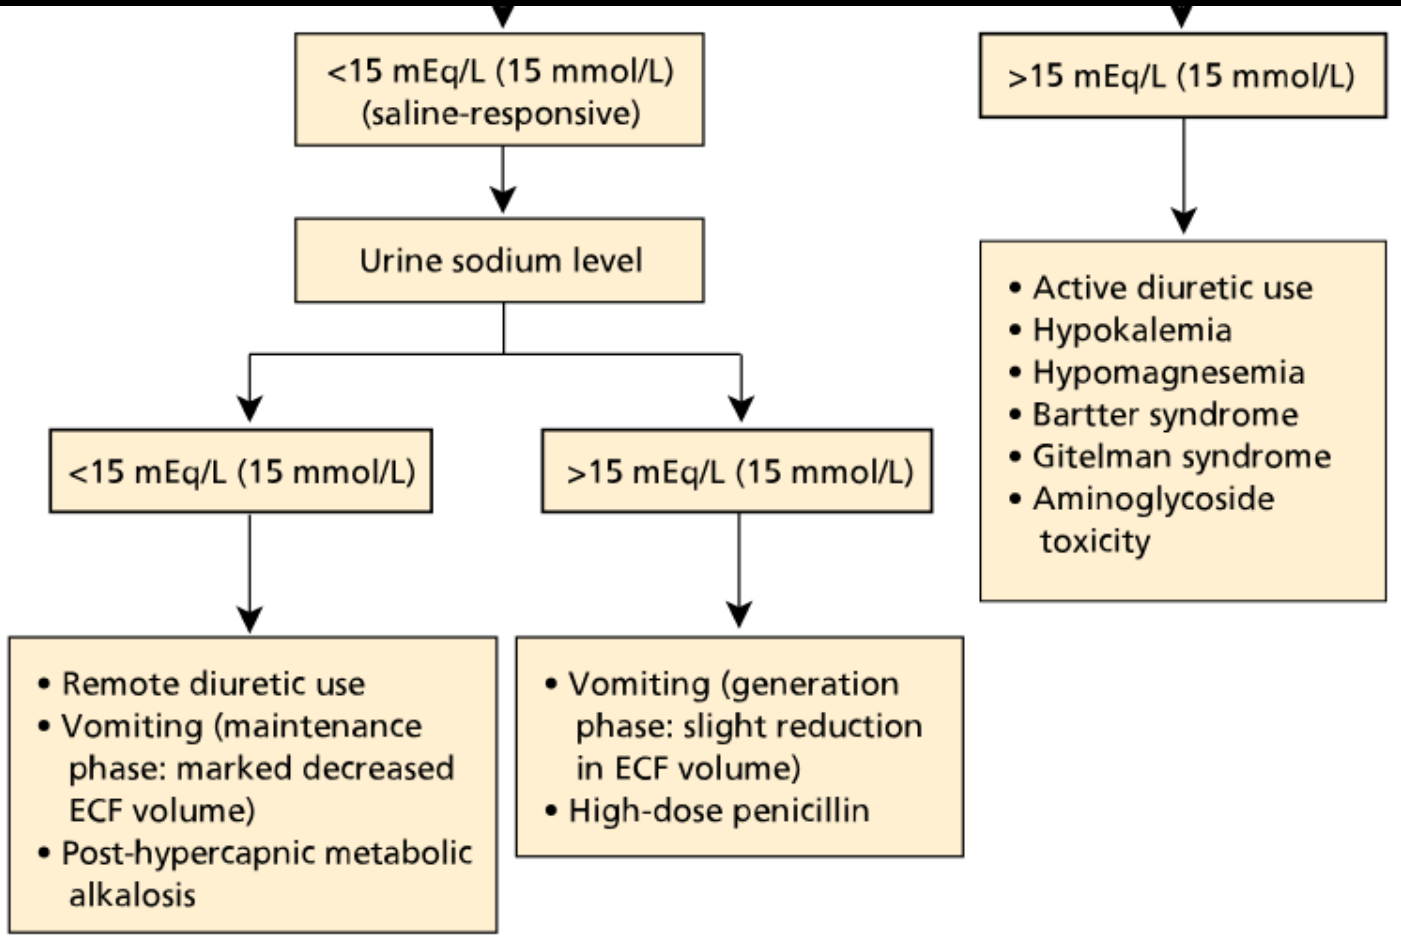 <15 mEq/L (15 mmol/L)
(saline-responsive)
>15 mEq/L (15 mmol/L)
Urine sodium level
<15 mEq/L (15 mmol/L)
>15 mEq/L (15 mmol/L)
• Active diuretic use
• Hypokalemia
• Hypomagnesemia
• Bartter syndrome
• Gitelman syndrome
• Aminoglycoside
toxicity
• Remote diuretic use
• Vomiting (maintenance
phase: marked decreased
ECF volume)
• Post-hypercapnic metabolic
alkalosis
• Vomiting (generation
phase: slight reduction
in ECF volume)
• High-dose penicillin